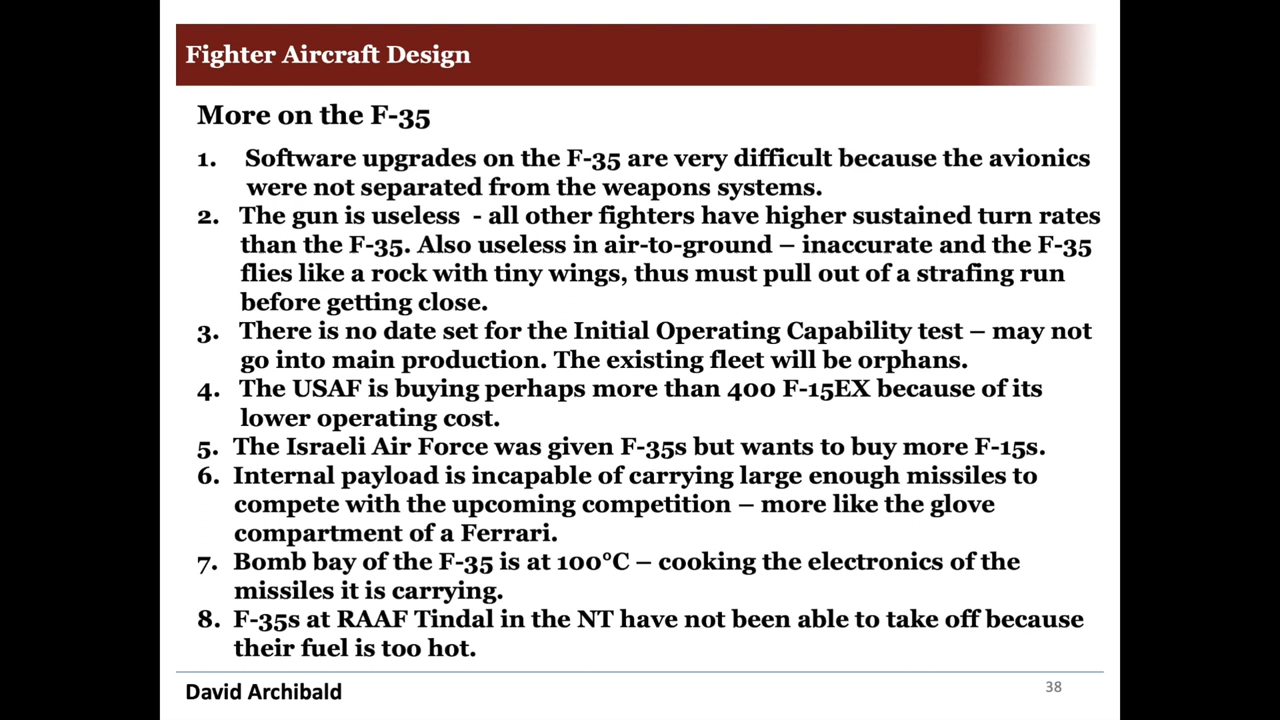 Fighter Aircraft Design
More on the F-35
1. Software upgrades on the F-35 are very difficult because the avionics
were not separated from the weapons systems.
2. The gun is useless - all other fighters have higher sustained turn rates
than the F-35. Also useless in air-to-ground – inaccurate and the F-35
flies like a rock with tiny wings, thus must pull out of a strafing run
before getting close.
3. There is no date set for the Initial Operating Capability test – may not
go into main production. The existing fleet will be orphans.
4. The USAF is buying perhaps more than 400 F-15EX because of its
lower operating cost.
5. The Israeli Air Force was given F-35s but wants to buy more F-15s.
6. Internal payload is incapable of carrying large enough missiles to
compete with the upcoming competition – more like the glove
compartment of a Ferrari.
7. Bomb bay of the F-35 is at 100°C – cooking the electronics of the
missiles it is carrying.
8. F-35s at RAAF Tindal in the NT have not been able to take off because
their fuel is too hot.
David Archibald
38